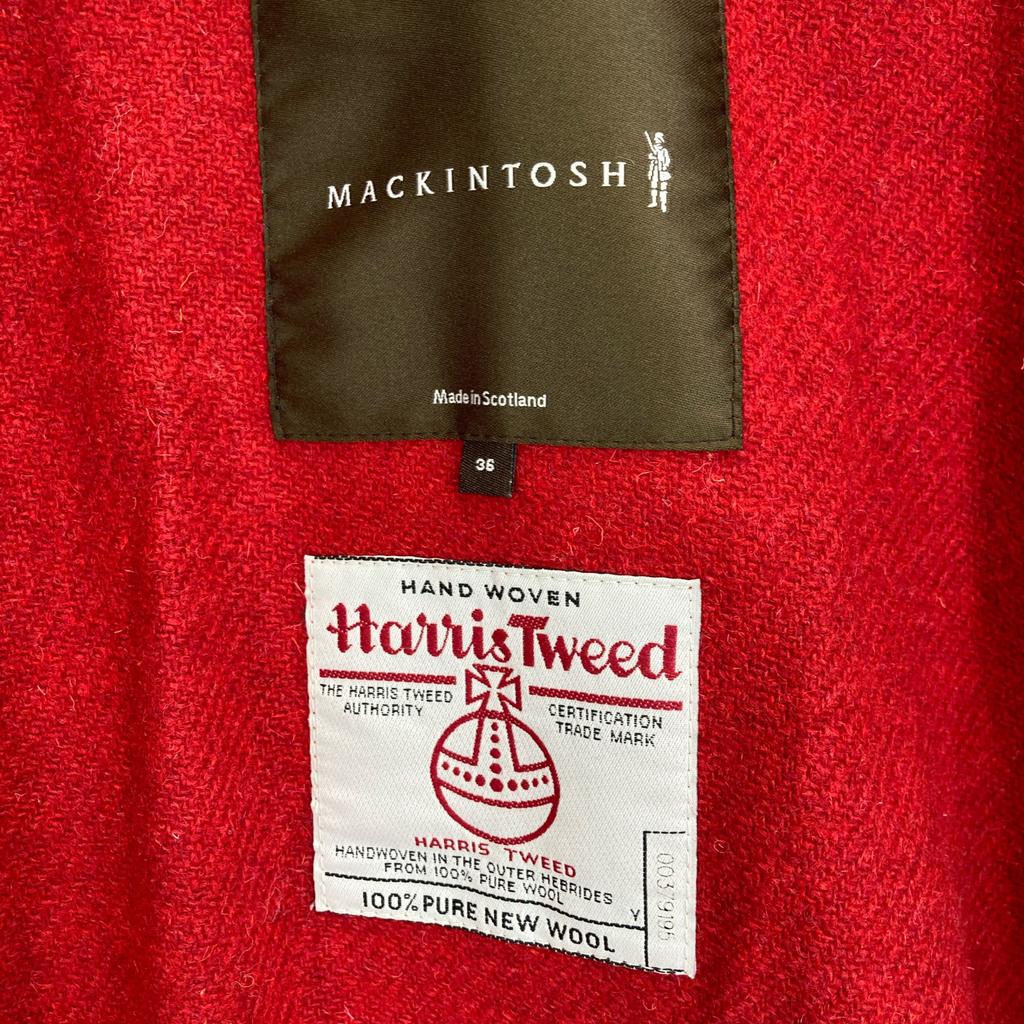 MACKINTOSH
Made in Scotland
36
HAND WOVEN
Harris Tweed
THE HARRIS TWEED
AUTHORITY
CERTIFICATION
TRADE MARK
HARRIS TWEED
HANDWOVEN IN THE OUTER HEBRIDES
FROM 100% PURE WOOL
100% PURE NEW WOOL
Y
00379195